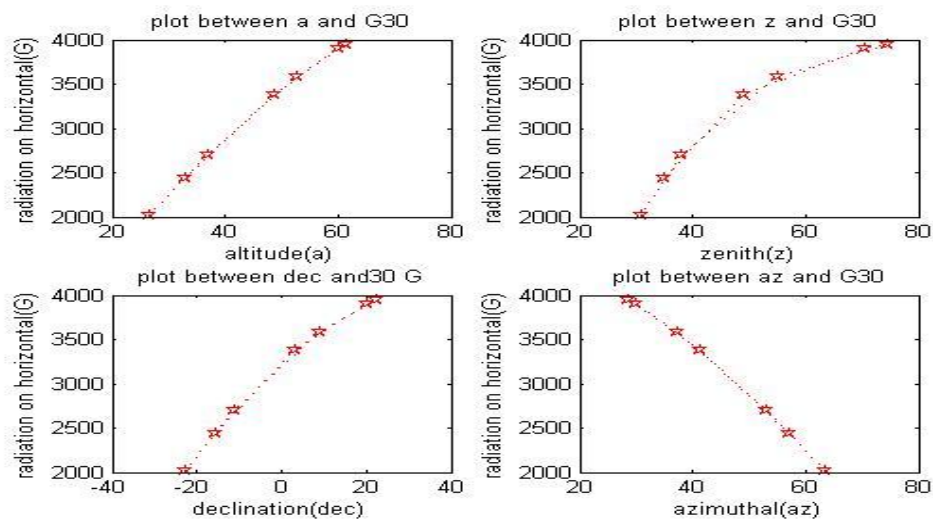 plot between a and G30
radiation on horizontal(G)
4000
3500
3000
2500
2000
20 40 60 80
altitude(a)
plot between z and G30
radiation on horizontal(G)
4000
3500
3000
2500
2000
20 40 60 80
zenith(z)
plot between dec and30 G
radiation on horizontal(G)
4000
3500
3000
2500
2000
-40 -20 0 20 40
declination(dec)
plot between az and G30
radiation on horizontal(G)
4000
3500
3000
2500
2000
20 40 60 80
azimuthal(az)